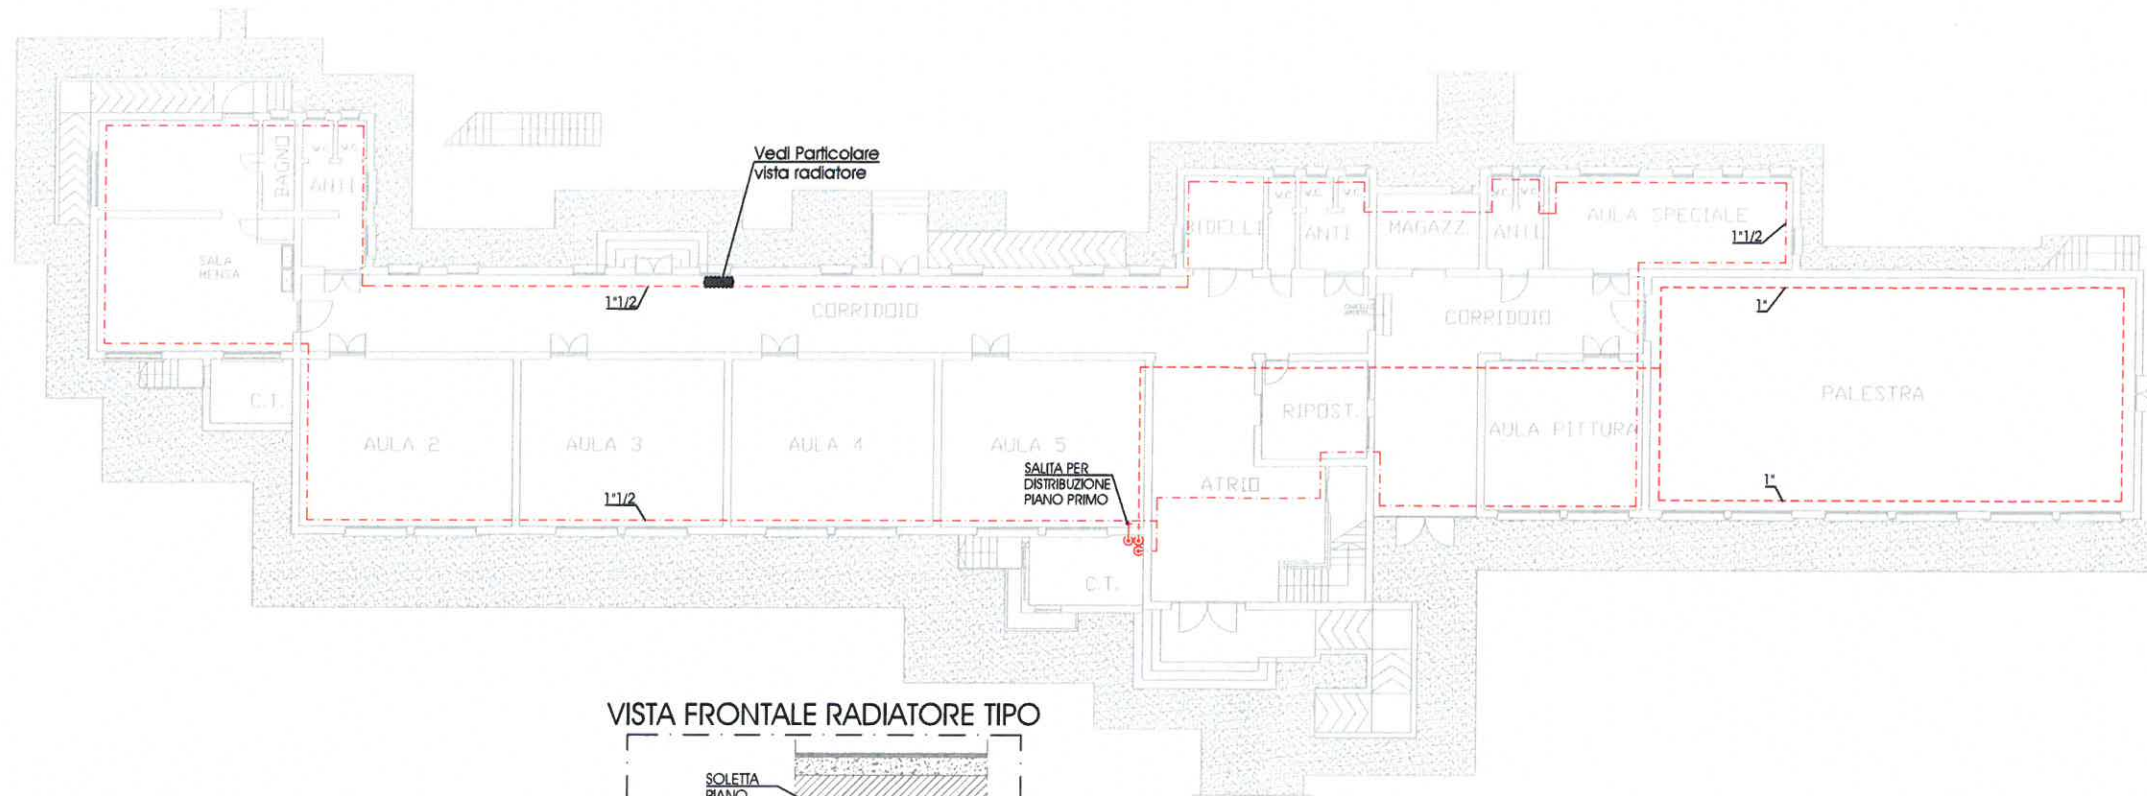 Vedi Particolare
vista radiatore
BAGNO
ANTI
W.C.
W.C.
SALA
MENSA
1"1/2
CORRIDOIO
BIDELLI
W.C.
W.C.
W.C.
ANTI
MAGAZZ.
W.C.
W.C.
ANTI
AULA SPECIALE
1"1/2
1"
CORRIDOIO
C.T.
AULA 2
AULA 3
AULA 4
AULA 5
RIPOST.
AULA PITTURA
PALESTRA
SALITA PER
DISTRIBUZIONE
PIANO PRIMO
ATRIO
1"1/2
1"
C.T.
VISTA FRONTALE RADIATORE TIPO
SOLETTA
PIANO